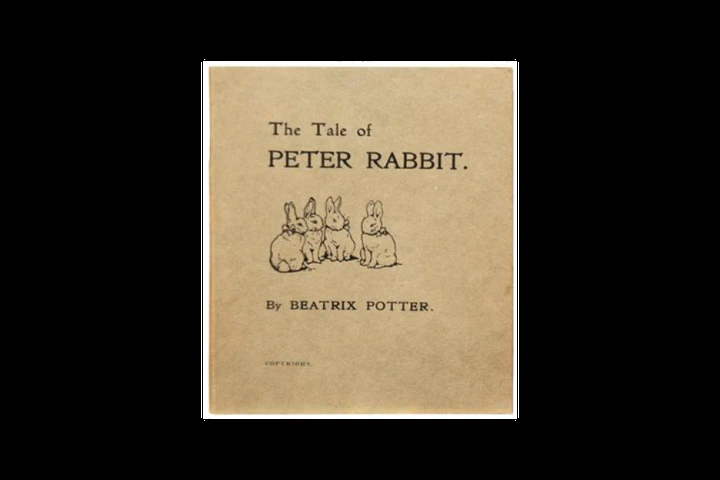 The Tale of
PETER RABBIT.
By BEATRIX POTTER.
COPYRIGHT.